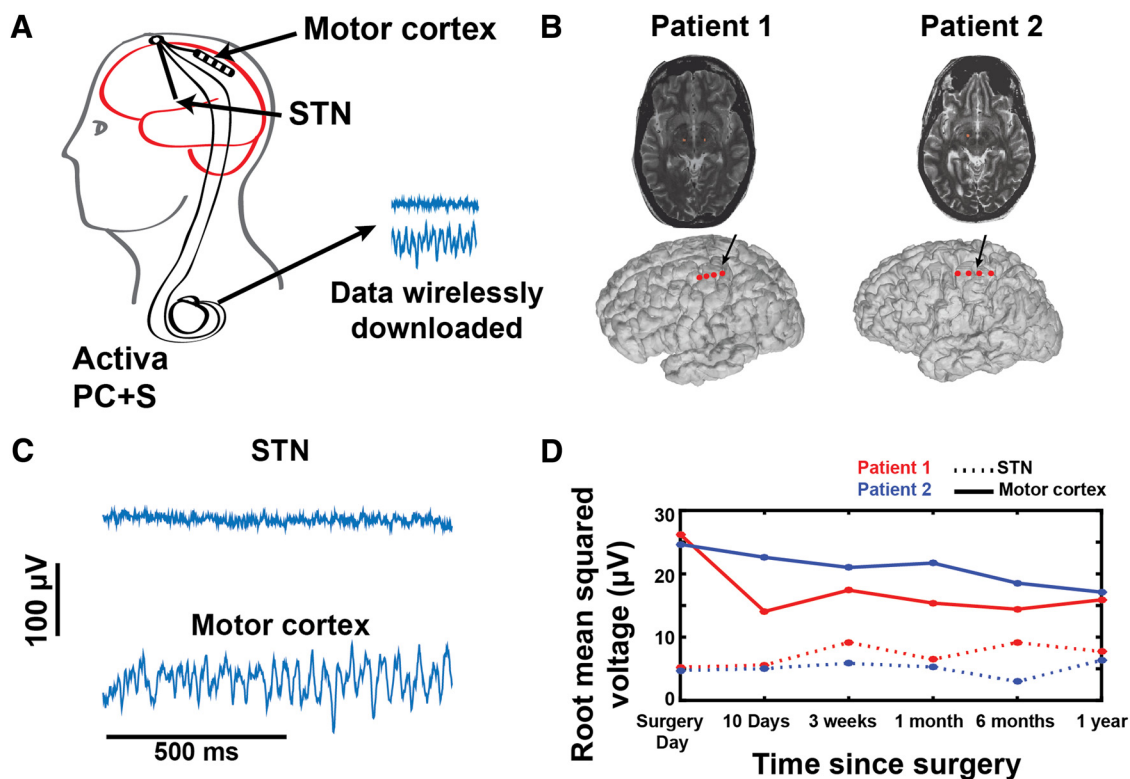 A
Motor cortex
STN
Data wirelessly
downloaded
Activa
PC+S
B
Patient 1
Patient 2
C
STN
100 µV
Motor cortex
500 ms
D
Patient 1
STN
Patient 2
Motor cortex
Root mean squared
voltage (µV)
30
20
10
0
Surgery
Day
10 Days
3 weeks
1 month
6 months
1 year
Time since surgery